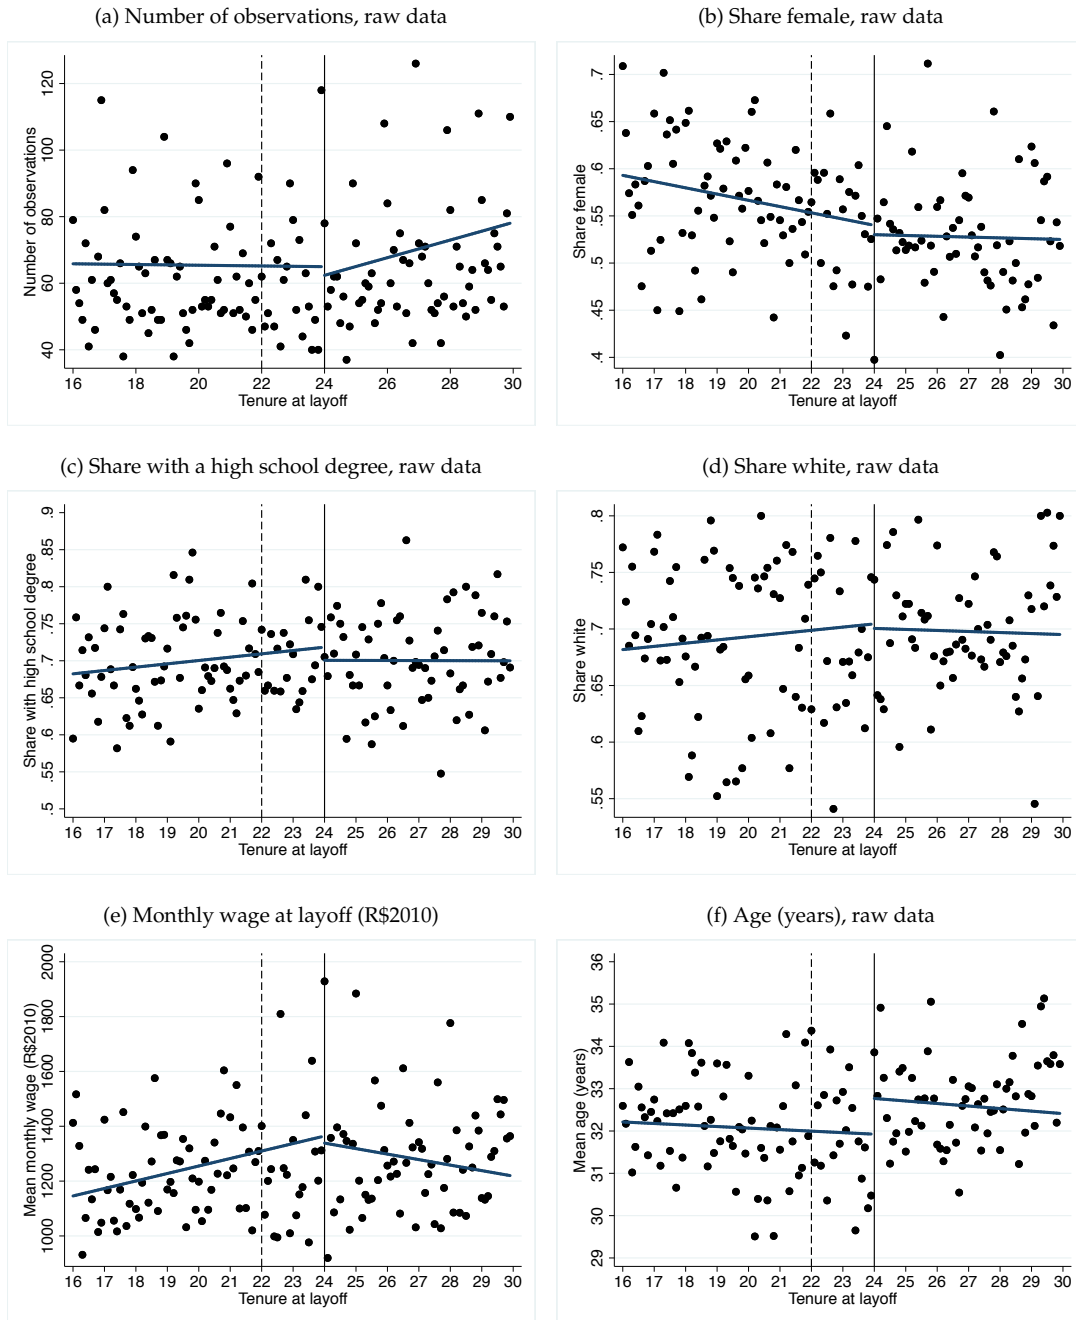 (a) Number of observations, raw data
Number of observations
40 60 80 100 120
16 17 18 19 20 21 22 23 24 25 26 27 28 29 30
Tenure at layoff
(b) Share female, raw data
Share female
.4 .45 .5 .55 .6 .65 .7
16 17 18 19 20 21 22 23 24 25 26 27 28 29 30
Tenure at layoff
(c) Share with a high school degree, raw data
Share with high school degree
.5 .55 .6 .65 .7 .75 .8 .85 .9
16 17 18 19 20 21 22 23 24 25 26 27 28 29 30
Tenure at layoff
(d) Share white, raw data
Share white
.55 .6 .65 .7 .75 .8
16 17 18 19 20 21 22 23 24 25 26 27 28 29 30
Tenure at layoff
(e) Monthly wage at layoff (R$2010)
Mean monthly wage (R$2010)
1000 1200 1400 1600 1800 2000
16 17 18 19 20 21 22 23 24 25 26 27 28 29 30
Tenure at layoff
(f) Age (years), raw data
Mean age (years)
29 30 31 32 33 34 35 36
16 17 18 19 20 21 22 23 24 25 26 27 28 29 30
Tenure at layoff